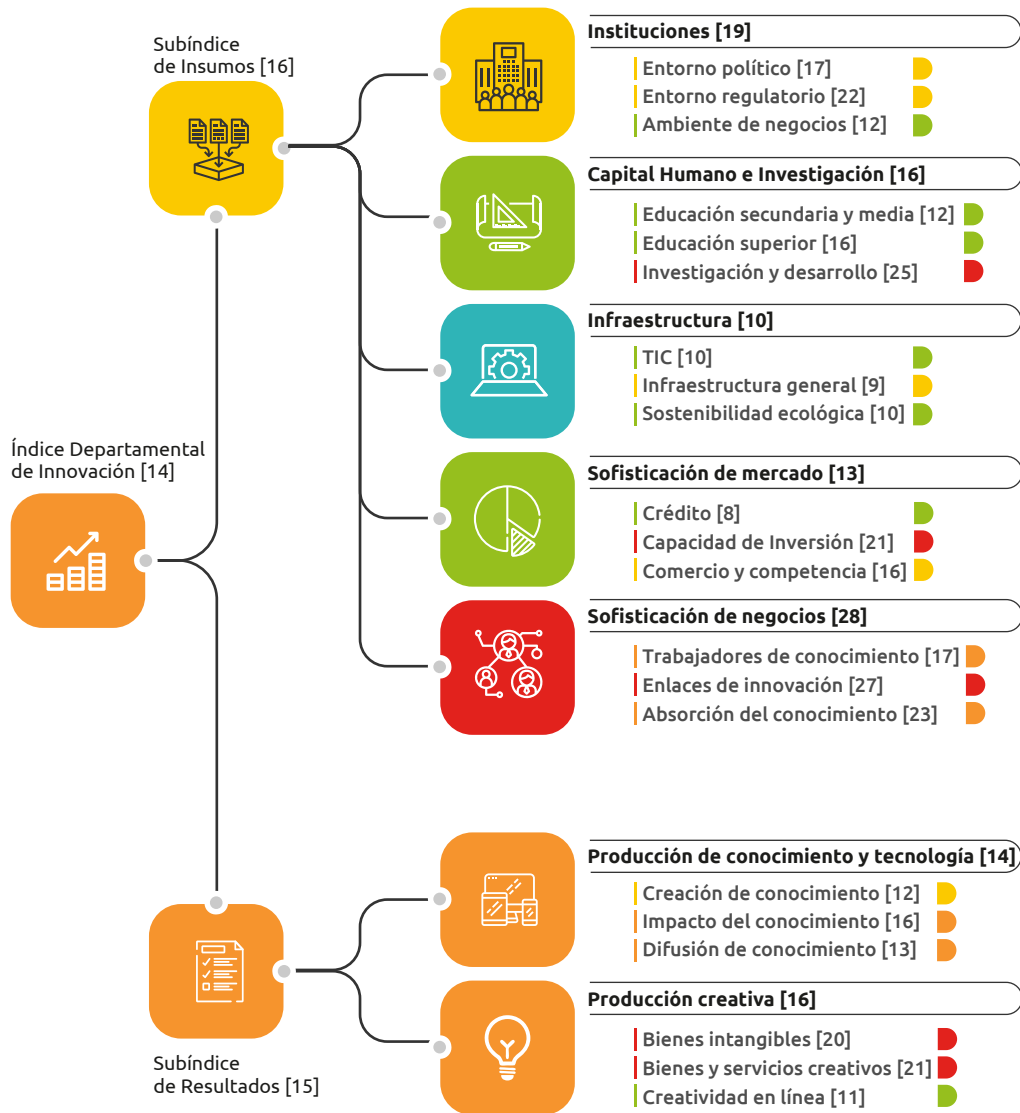 Subíndice
de Insumos [16]
Instituciones [19]
Entorno político [17]
Entorno regulatorio [22]
Ambiente de negocios [12]
Capital Humano e Investigación [16]
Educación secundaria y media [12]
Educación superior [16]
Investigación y desarrollo [25]
Infraestructura [10]
TIC [10]
Infraestructura general [9]
Sostenibilidad ecológica [10]
Índice Departamental
de Innovación [14]
Sofisticación de mercado [13]
Crédito [8]
Capacidad de Inversión [21]
Comercio y competencia [16]
Sofisticación de negocios [28]
Trabajadores de conocimiento [17]
Enlaces de innovación [27]
Absorción del conocimiento [23]
Producción de conocimiento y tecnología [14]
Creación de conocimiento [12]
Impacto del conocimiento [16]
Difusión de conocimiento [13]
Producción creativa [16]
Bienes intangibles [20]
Bienes y servicios creativos [21]
Creatividad en línea [11]
Subíndice
de Resultados [15]